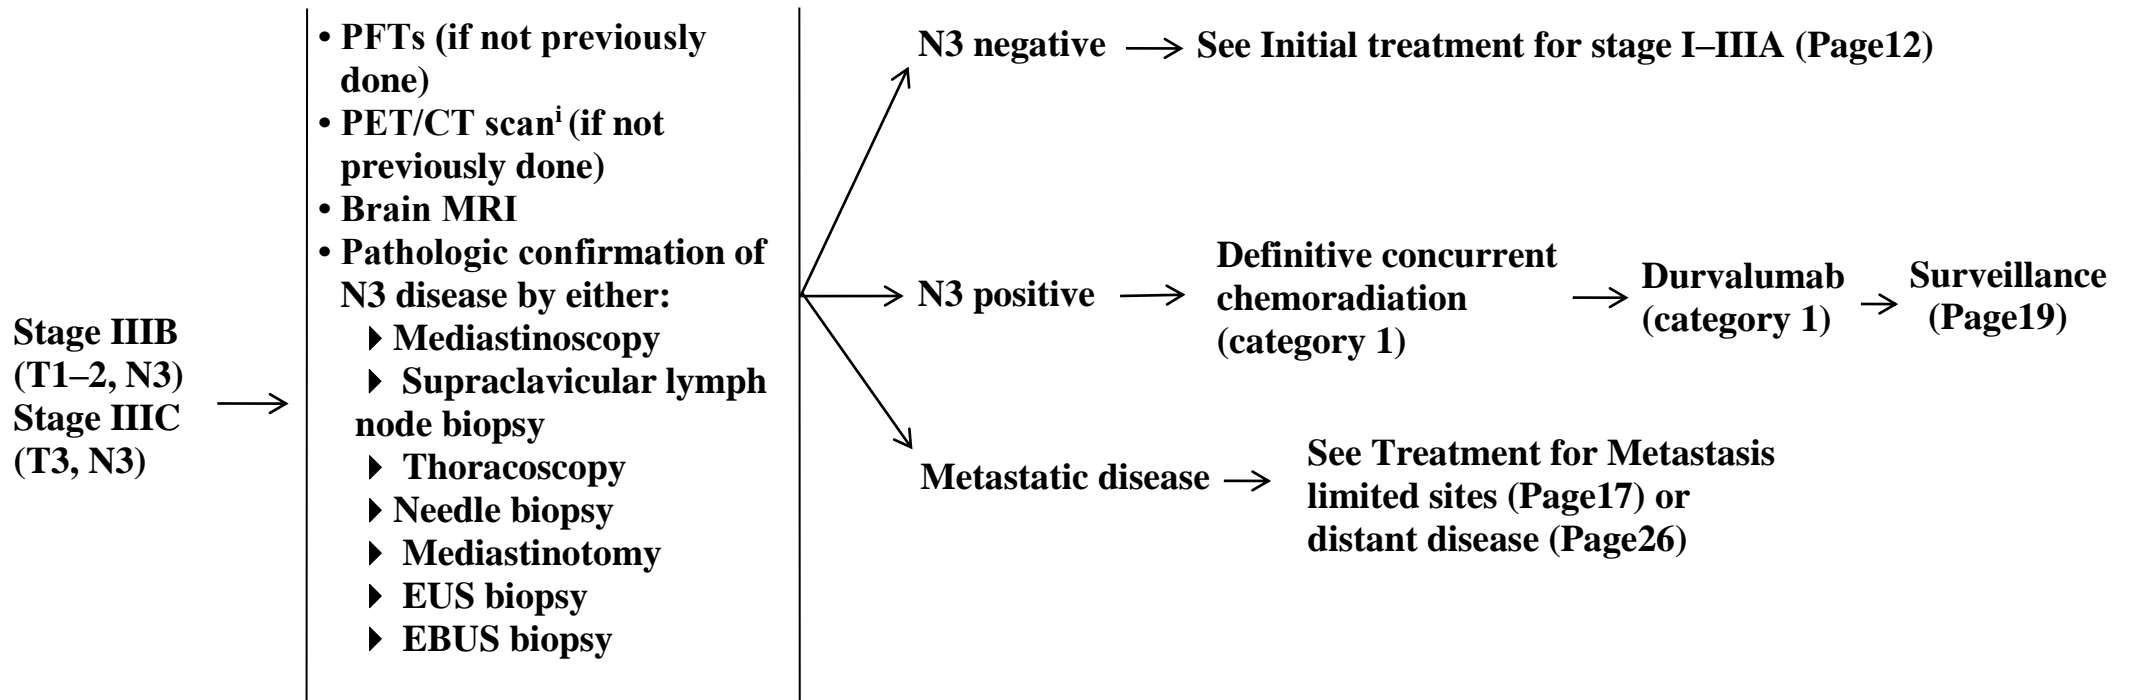 Stage IIIB
(T1–2, N3)
Stage IIIC
(T3, N3)
• PFTs (if not previously
done)
• PET/CT scanⁱ (if not
previously done)
• Brain MRI
• Pathologic confirmation of
N3 disease by either:
Mediastinoscopy
Supraclavicular lymph
node biopsy
Thoracoscopy
Needle biopsy
Mediastinotomy
EUS biopsy
EBUS biopsy
N3 negative
See Initial treatment for stage I–IIIA (Page12)
N3 positive
Definitive concurrent
chemoradiation
(category 1)
Durvalumab
(category 1)
Surveillance
(Page19)
Metastatic disease
See Treatment for Metastasis
limited sites (Page17) or
distant disease (Page26)